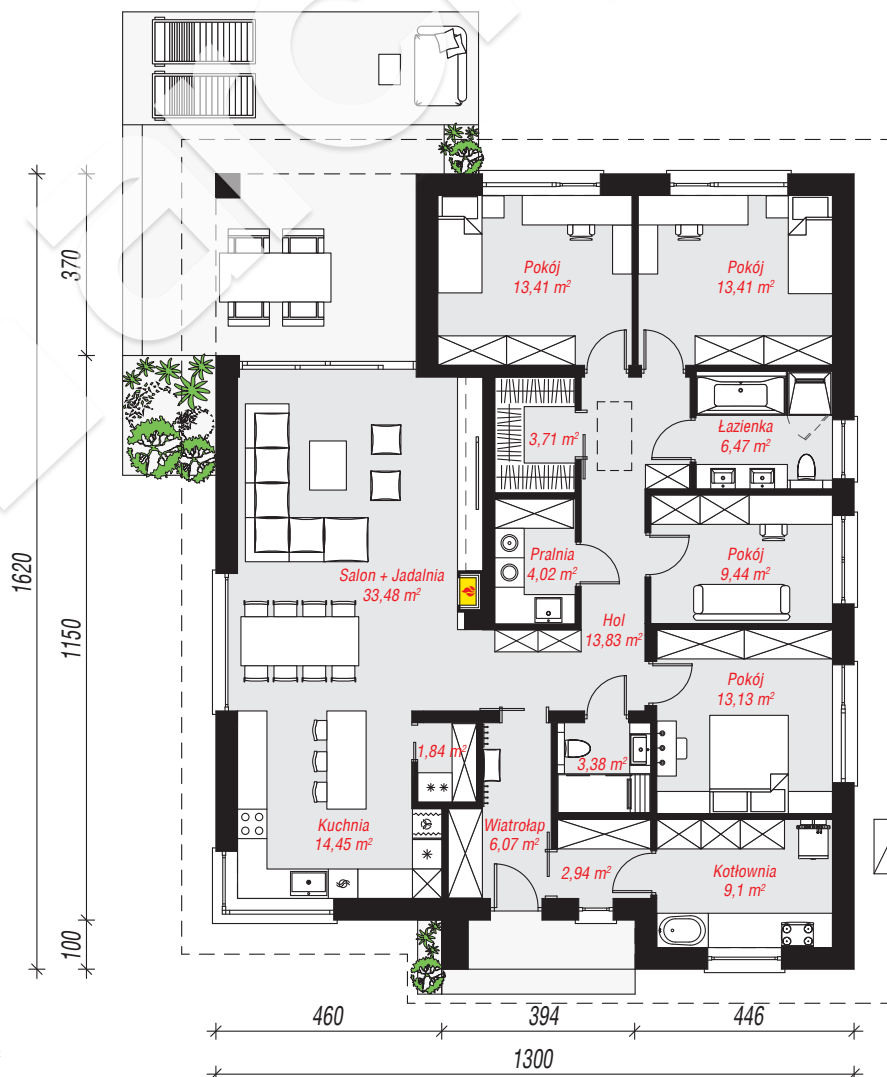 370
1620
1150
100
Pokój
13,41 m²
Pokój
13,41 m²
3,71 m²
Łazienka
6,47 m²
Pralnia
4,02 m²
Pokój
9,44 m²
Salon + Jadalnia
33,48 m²
Hol
13,83 m²
Pokój
13,13 m²
1,84 m²
3,38 m²
Kuchnia
14,45 m²
Wiatrołap
6,07 m²
2,94 m²
Kotłownia
9,1 m²
460
394
446
1300